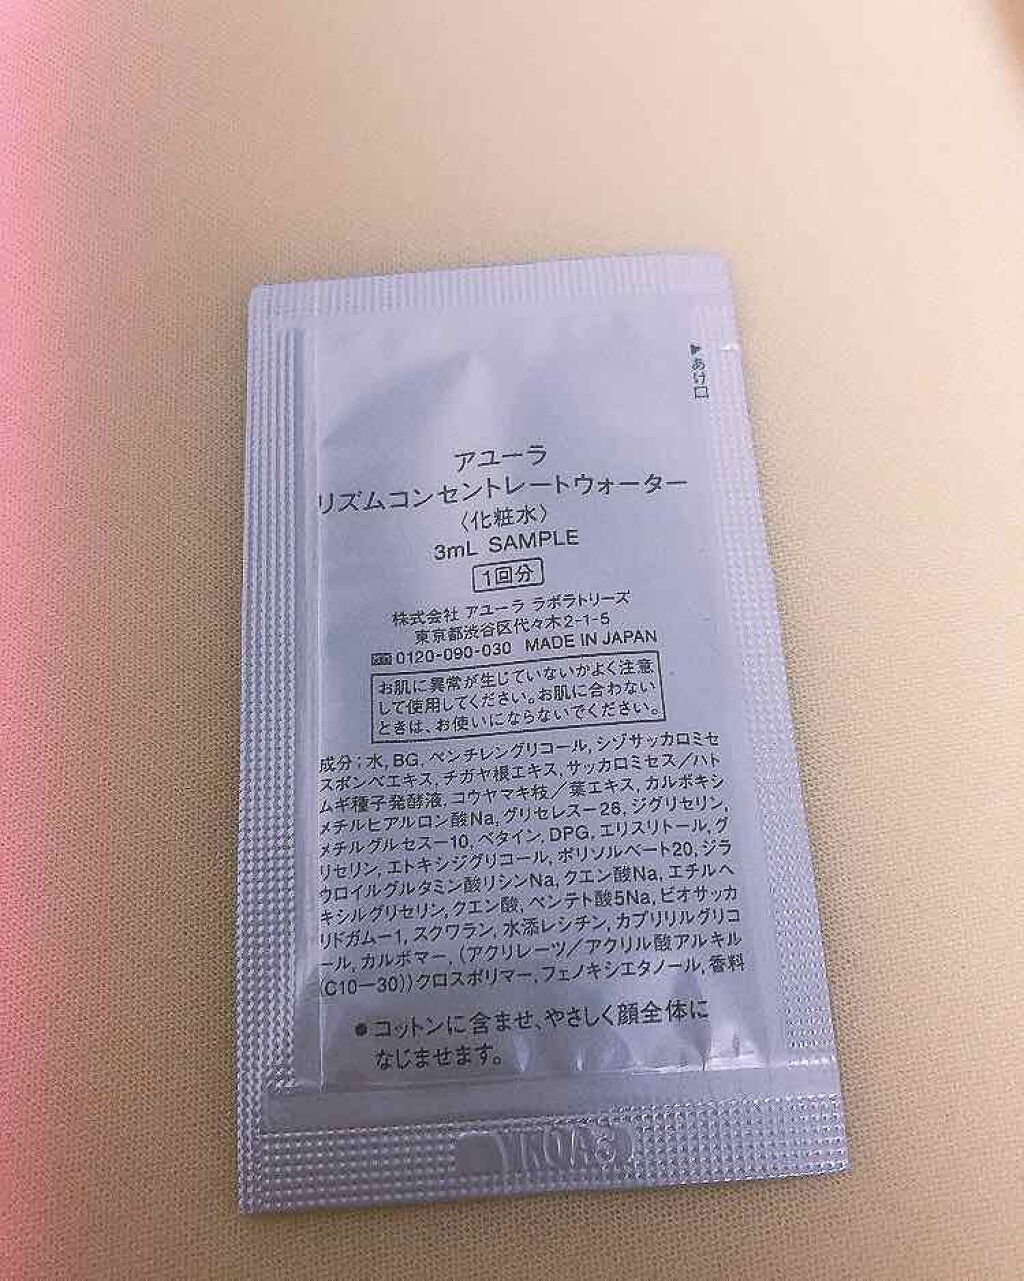 ▶あけ口
アユーラ
リズムコンセントレートウォーター
〈化粧水〉
3mL SAMPLE
1回分
株式会社 アユーラ ラボラトリーズ
東京都渋谷区代々木2-1-5
0120-090-030 MADE IN JAPAN
お肌に異常が生じていないかよく注意
して使用してください。お肌に合わない
ときは、お使いにならないでください。
成分：水, BG, ペンチレングリコール, シゾサッカロミセ
スポンベエキス, チガヤ根エキス, サッカロミセス／ハト
ムギ種子発酵液, コウヤマキ枝／葉エキス, カルボキシ
メチルヒアルロン酸Na, グリセレス－26, ジグリセリン,
メチルグルセス－10, ベタイン, DPG, エリスリトール, グ
リセリン, エトキシジグリコール, ポリソルベート20, ジラ
ウロイルグルタミン酸リシンNa, クエン酸Na, エチルヘ
キシルグリセリン, クエン酸, ペンテト酸5Na, ビオサッカ
リドガム－1, スクワラン, 水添レシチン, カプリリルグリコ
ール, カルボマー, (アクリレーツ／アクリル酸アルキル
(C10－30))クロスポリマー, フェノキシエタノール, 香料
●コットンに含ませ、やさしく顔全体に
なじませます。